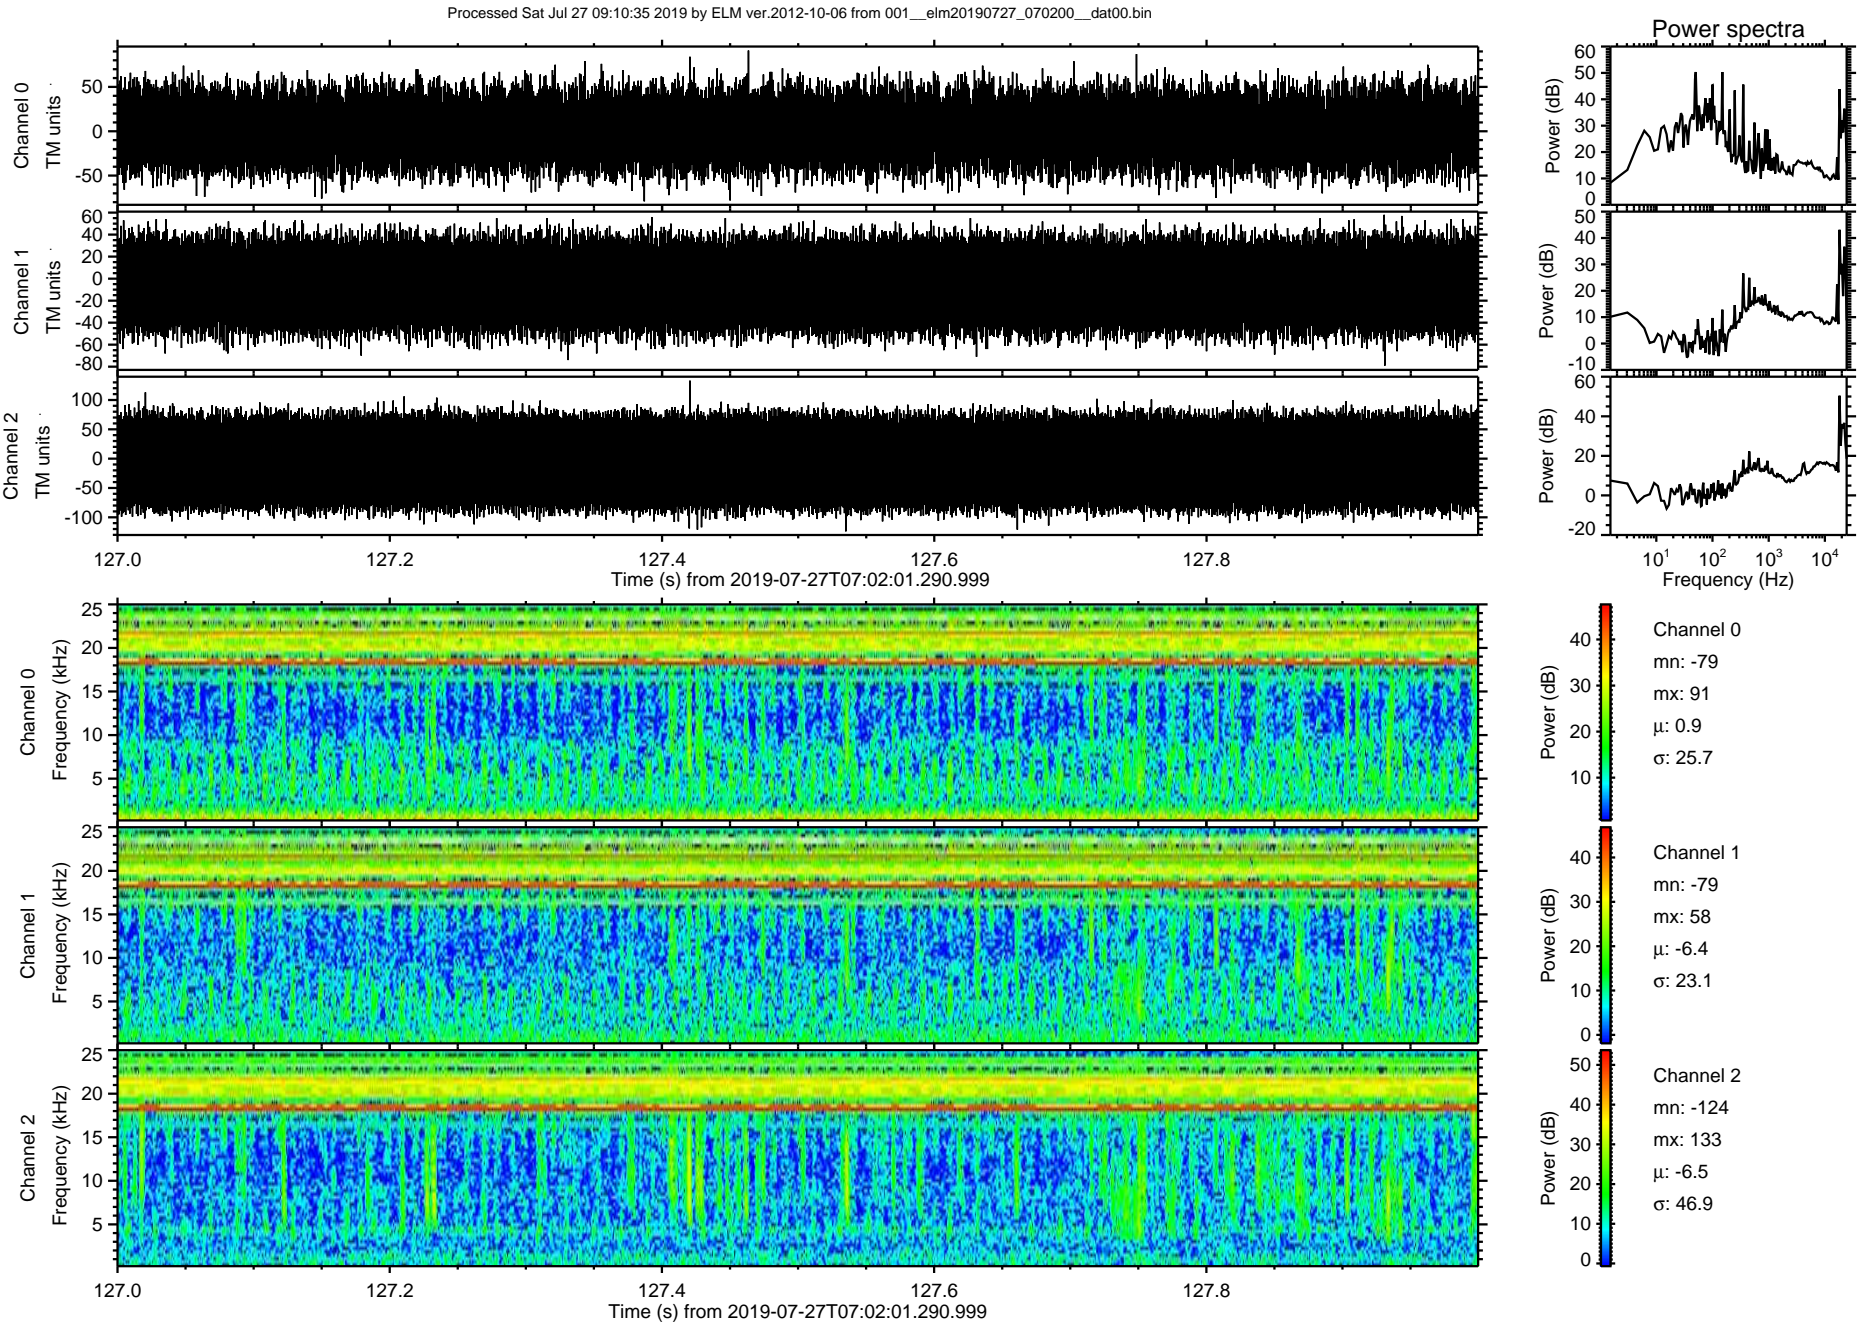 Processed Sat Jul 27 09:10:35 2019 by ELM ver.2012-10-06 from 001__elm20190727_070200__dat00.bin
Power spectra
Channel 0
TM units
50
0
-50
Power (dB)
60
50
40
30
20
10
0
Channel 1
TM units
60
40
20
0
-20
-40
-60
-80
Power (dB)
50
40
30
20
10
0
-10
Channel 2
TM units
100
50
0
-50
-100
Power (dB)
60
40
20
0
-20
127.0 127.2 127.4 127.6 127.8
Time (s) from 2019-07-27T07:02:01.290.999
10^1 10^2 10^3 10^4
Frequency (Hz)
Channel 0
Frequency (kHz)
25
20
15
10
5
Power (dB)
40
30
20
10
Channel 0
mn: -79
mx: 91
µ: 0.9
σ: 25.7
Channel 1
Frequency (kHz)
25
20
15
10
5
Power (dB)
40
30
20
10
0
Channel 1
mn: -79
mx: 58
µ: -6.4
σ: 23.1
Channel 2
Frequency (kHz)
25
20
15
10
5
Power (dB)
50
40
30
20
10
0
Channel 2
mn: -124
mx: 133
µ: -6.5
σ: 46.9
127.0 127.2 127.4 127.6 127.8
Time (s) from 2019-07-27T07:02:01.290.999